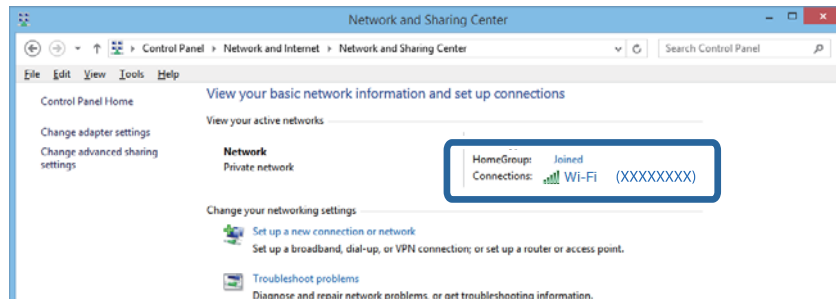 Network and Sharing Center
Control Panel Network and Internet Network and Sharing Center Search Control Panel
File Edit View Tools Help
Control Panel Home
Change adapter settings
Change advanced sharing
settings
View your basic network information and set up connections
View your active networks
Network
Private network
HomeGroup: Joined
Connections: Wi-Fi (XXXXXXXX)
Change your networking settings
Set up a new connection or network
Set up a broadband, dial-up, or VPN connection; or set up a router or access point.
Troubleshoot problems
Diagnose and repair network problems, or get troubleshooting information.